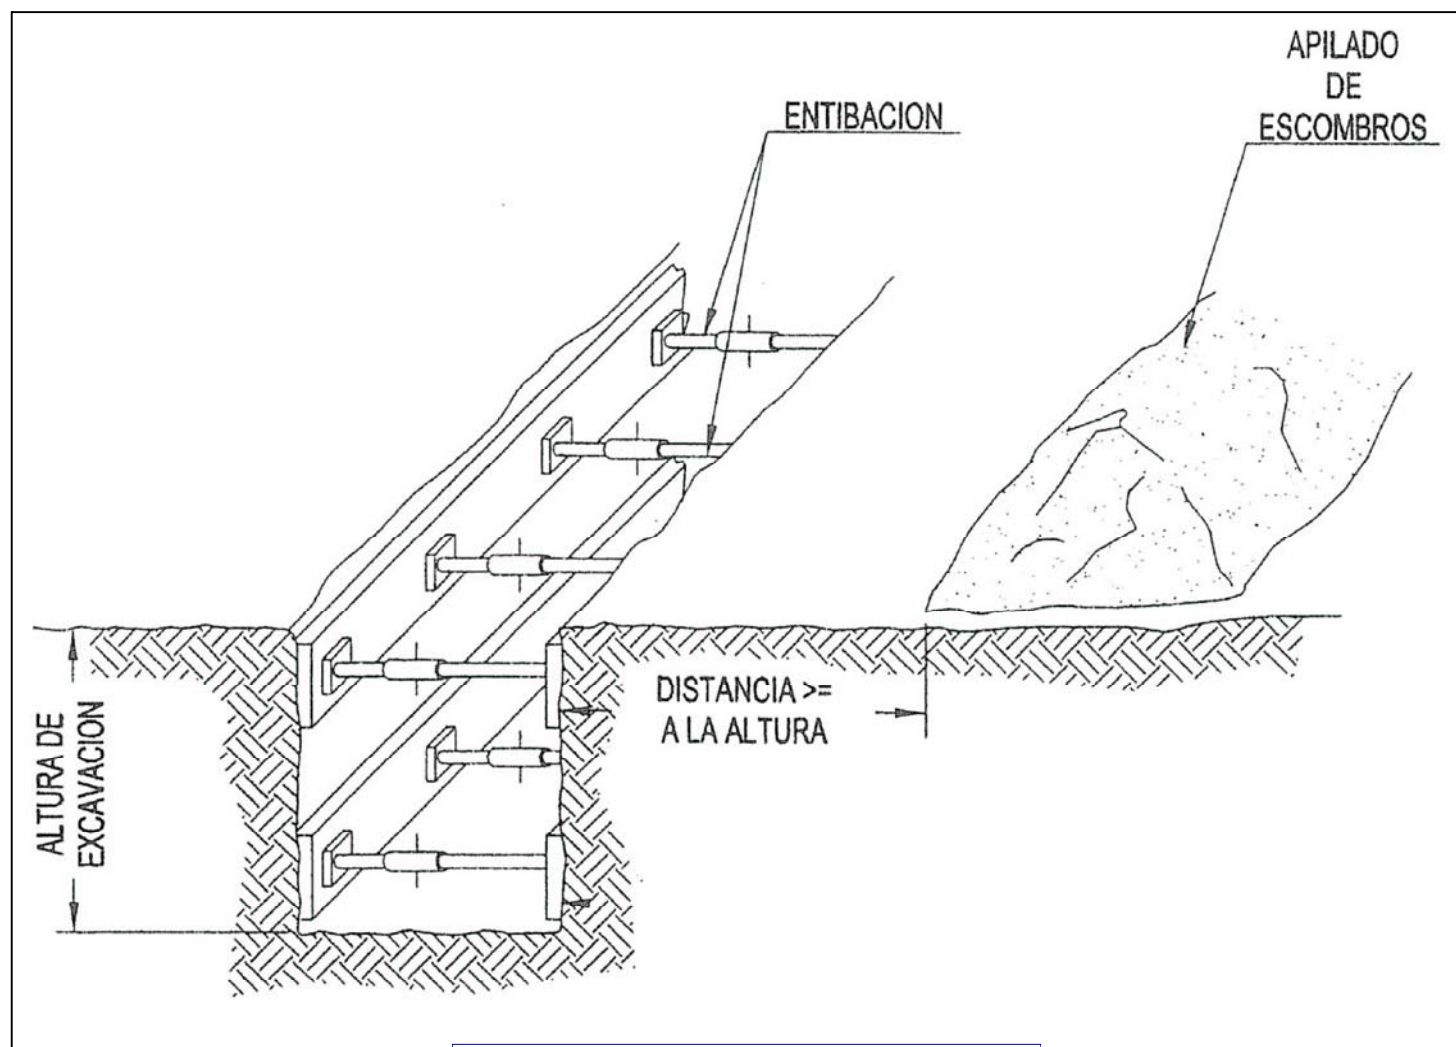 APILADO
DE
ESCOMBROS
ENTIBACION
DISTANCIA >=
A LA ALTURA
ALTURA DE
EXCAVACION